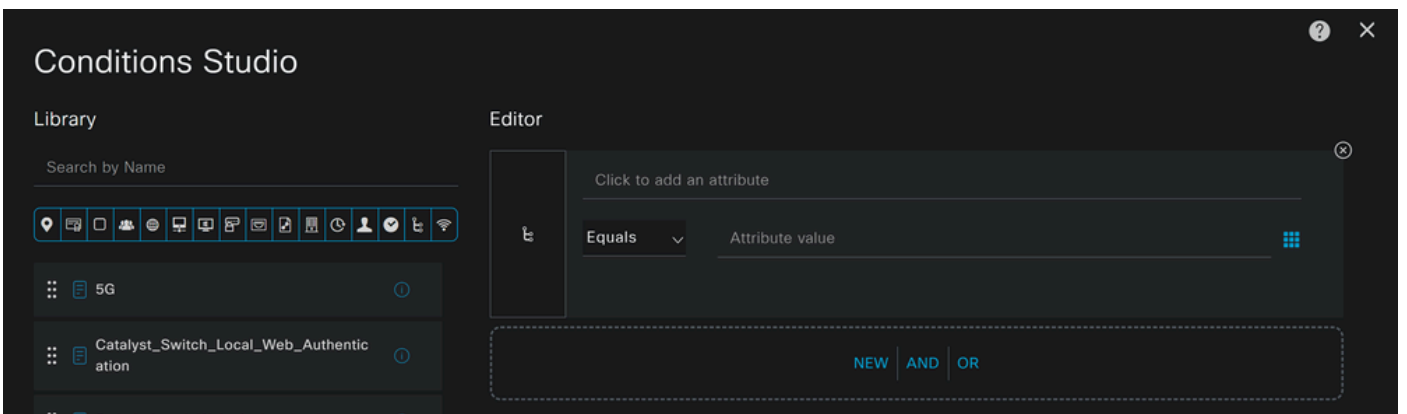 Conditions Studio
Library
Search by Name
5G
Catalyst_Switch_Local_Web_Authentic
ation
Editor
Click to add an attribute
Equals
Attribute value
NEW AND OR